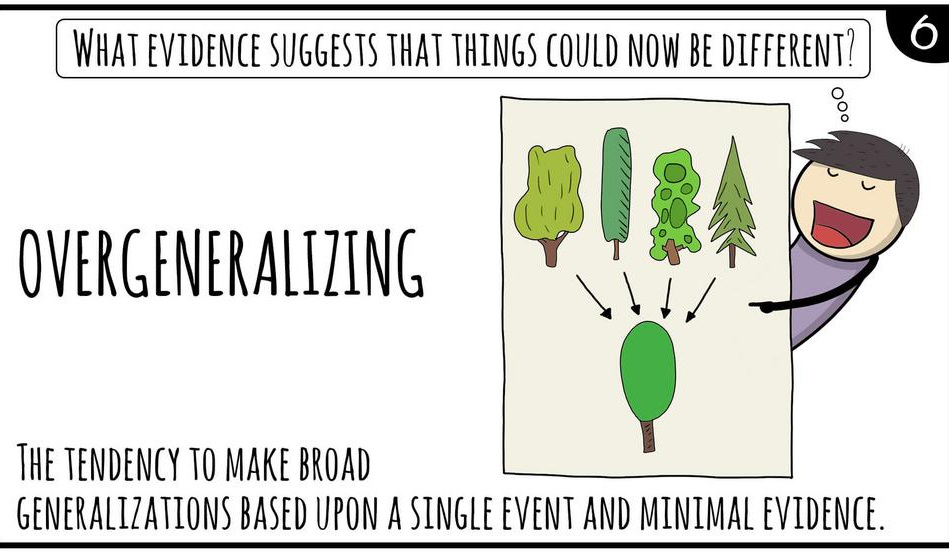 WHAT EVIDENCE SUGGESTS THAT THINGS COULD NOW BE DIFFERENT?
6
OVERGENERALIZING
THE TENDENCY TO MAKE BROAD
GENERALIZATIONS BASED UPON A SINGLE EVENT AND MINIMAL EVIDENCE.